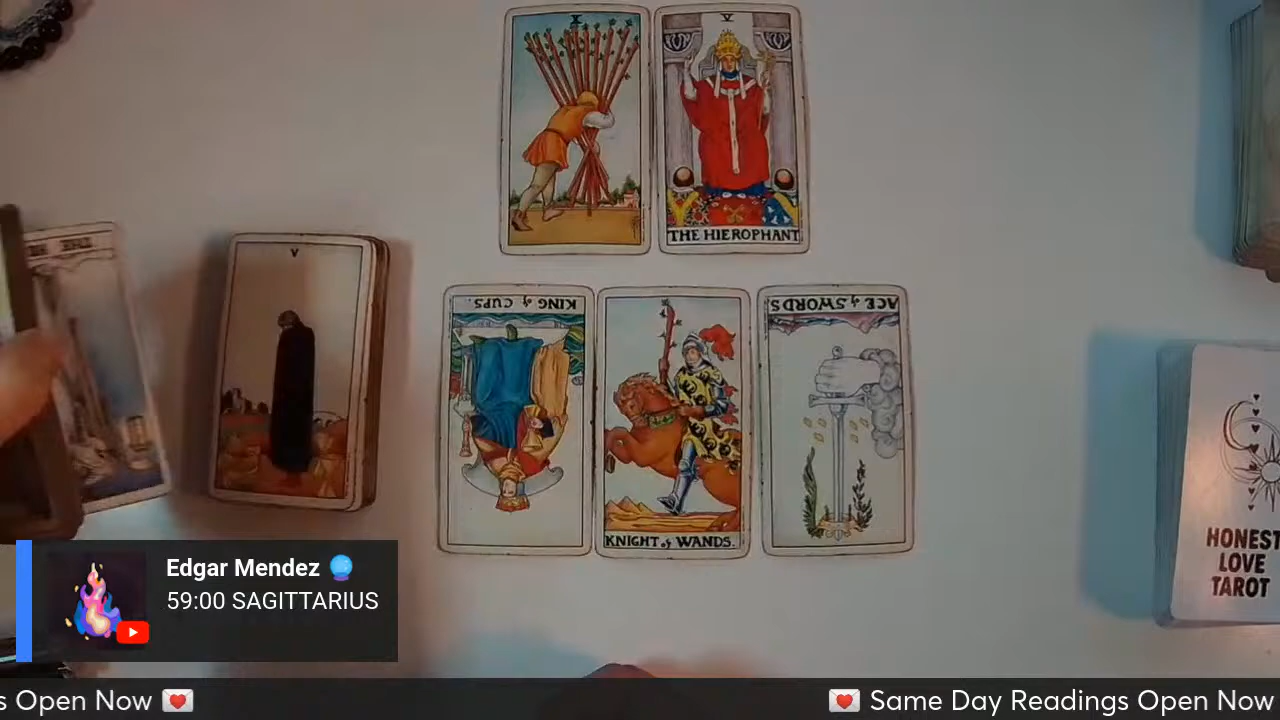 X
V
THE HIEROPHANT
V
KING of CUPS.
KNIGHT of WANDS.
ACE of SWORDS
HONEST
LOVE
TAROT
Edgar Mendez 🔮
59:00 SAGITTARIUS
s Open Now 💌
💌 Same Day Readings Open Now